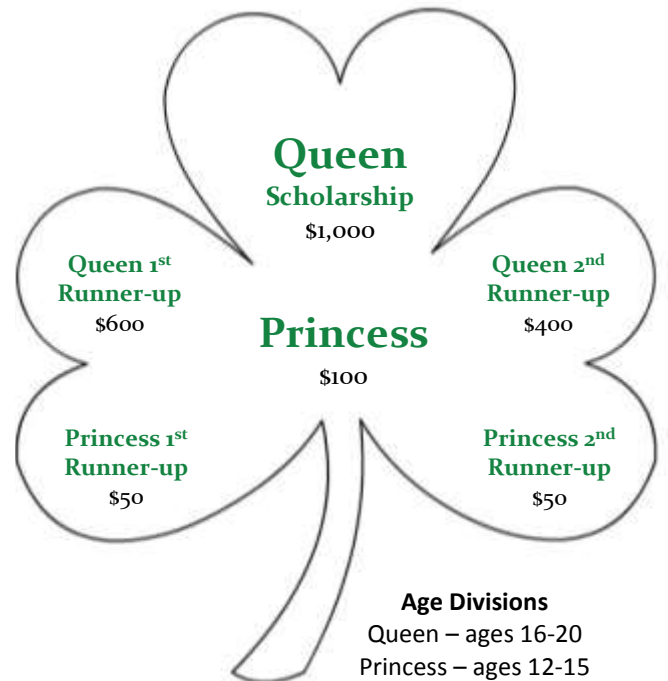 Queen
Scholarship
$1,000
Queen 1st
Runner-up
$600
Queen 2nd
Runner-up
$400
Princess
$100
Princess 1st
Runner-up
$50
Princess 2nd
Runner-up
$50
Age Divisions
Queen – ages 16-20
Princess – ages 12-15